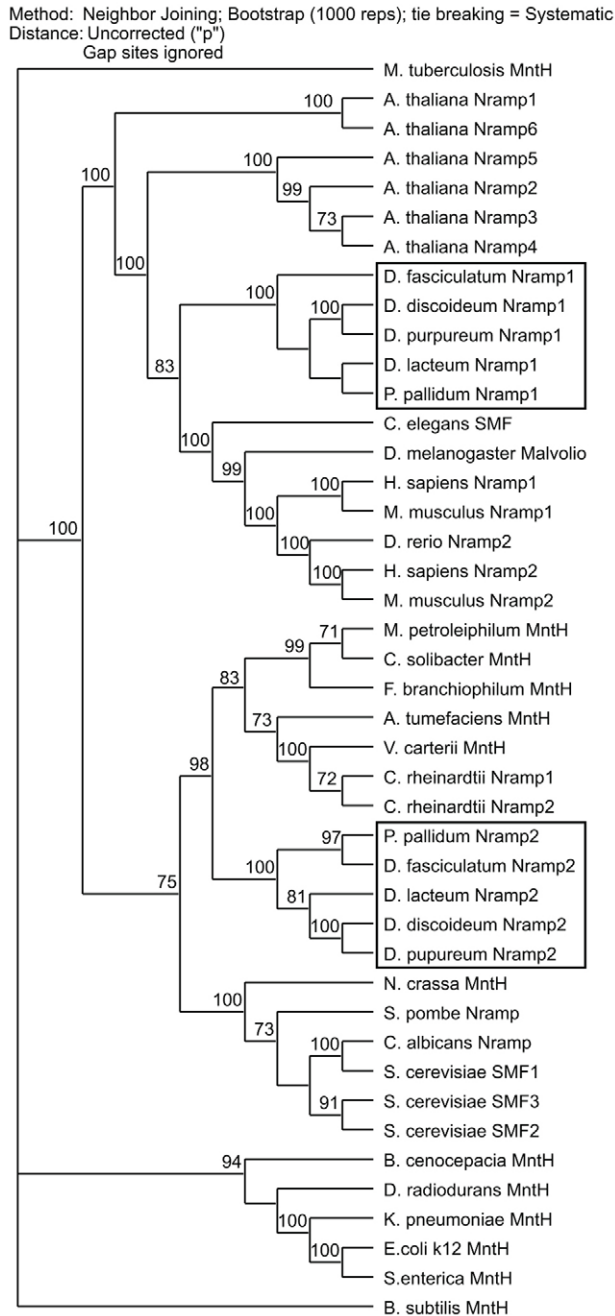 Method: Neighbor Joining; Bootstrap (1000 reps); tie breaking = Systematic
Distance: Uncorrected ("p")
Gap sites ignored
M. tuberculosis MntH
100
A. thaliana Nramp1
A. thaliana Nramp6
100
100
A. thaliana Nramp5
99
A. thaliana Nramp2
73
A. thaliana Nramp3
A. thaliana Nramp4
100
100
D. fasciculatum Nramp1
100
D. discoideum Nramp1
D. purpureum Nramp1
83
D. lacteum Nramp1
P. pallidum Nramp1
100
C. elegans SMF
99
D. melanogaster Malvolio
100
H. sapiens Nramp1
100
M. musculus Nramp1
100
100
D. rerio Nramp2
100
H. sapiens Nramp2
M. musculus Nramp2
71
M. petroleiphilum MntH
99
C. solibacter MntH
83
F. branchiophilum MntH
73
A. tumefaciens MntH
100
V. carterii MntH
98
72
C. rheinardtii Nramp1
C. rheinardtii Nramp2
97
P. pallidum Nramp2
75
100
D. fasciculatum Nramp2
81
D. lacteum Nramp2
100
D. discoideum Nramp2
D. pupureum Nramp2
100
N. crassa MntH
73
S. pombe Nramp
100
C. albicans Nramp
S. cerevisiae SMF1
91
S. cerevisiae SMF3
S. cerevisiae SMF2
94
B. cenocepacia MntH
D. radiodurans MntH
100
K. pneumoniae MntH
100
E.coli k12 MntH
S.enterica MntH
B. subtilis MntH